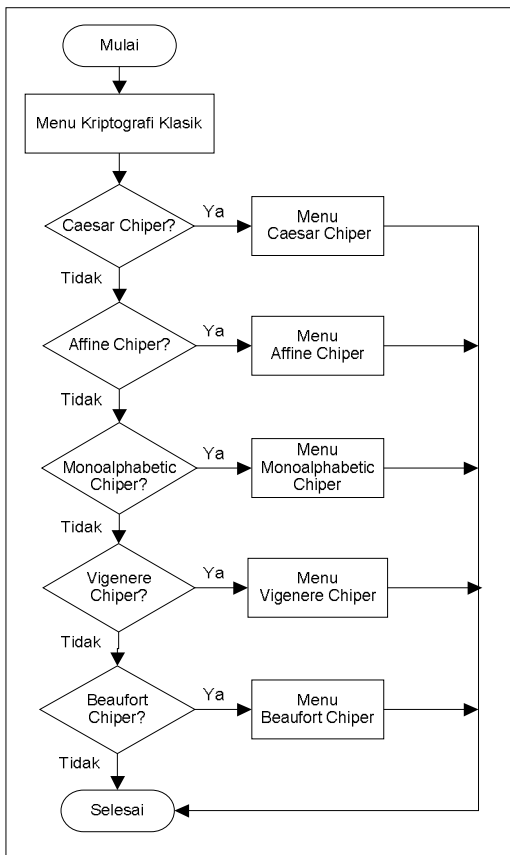 Mulai
Menu Kriptografi Klasik
Caesar Chiper?
Ya
Menu
Caesar Chiper
Tidak
Affine Chiper?
Ya
Menu
Affine Chiper
Tidak
Monoalphabetic
Chiper?
Ya
Menu
Monoalphabetic
Chiper
Tidak
Vigenere
Chiper?
Ya
Menu
Vigenere Chiper
Tidak
Beaufort
Chiper?
Ya
Menu
Beaufort Chiper
Tidak
Selesai